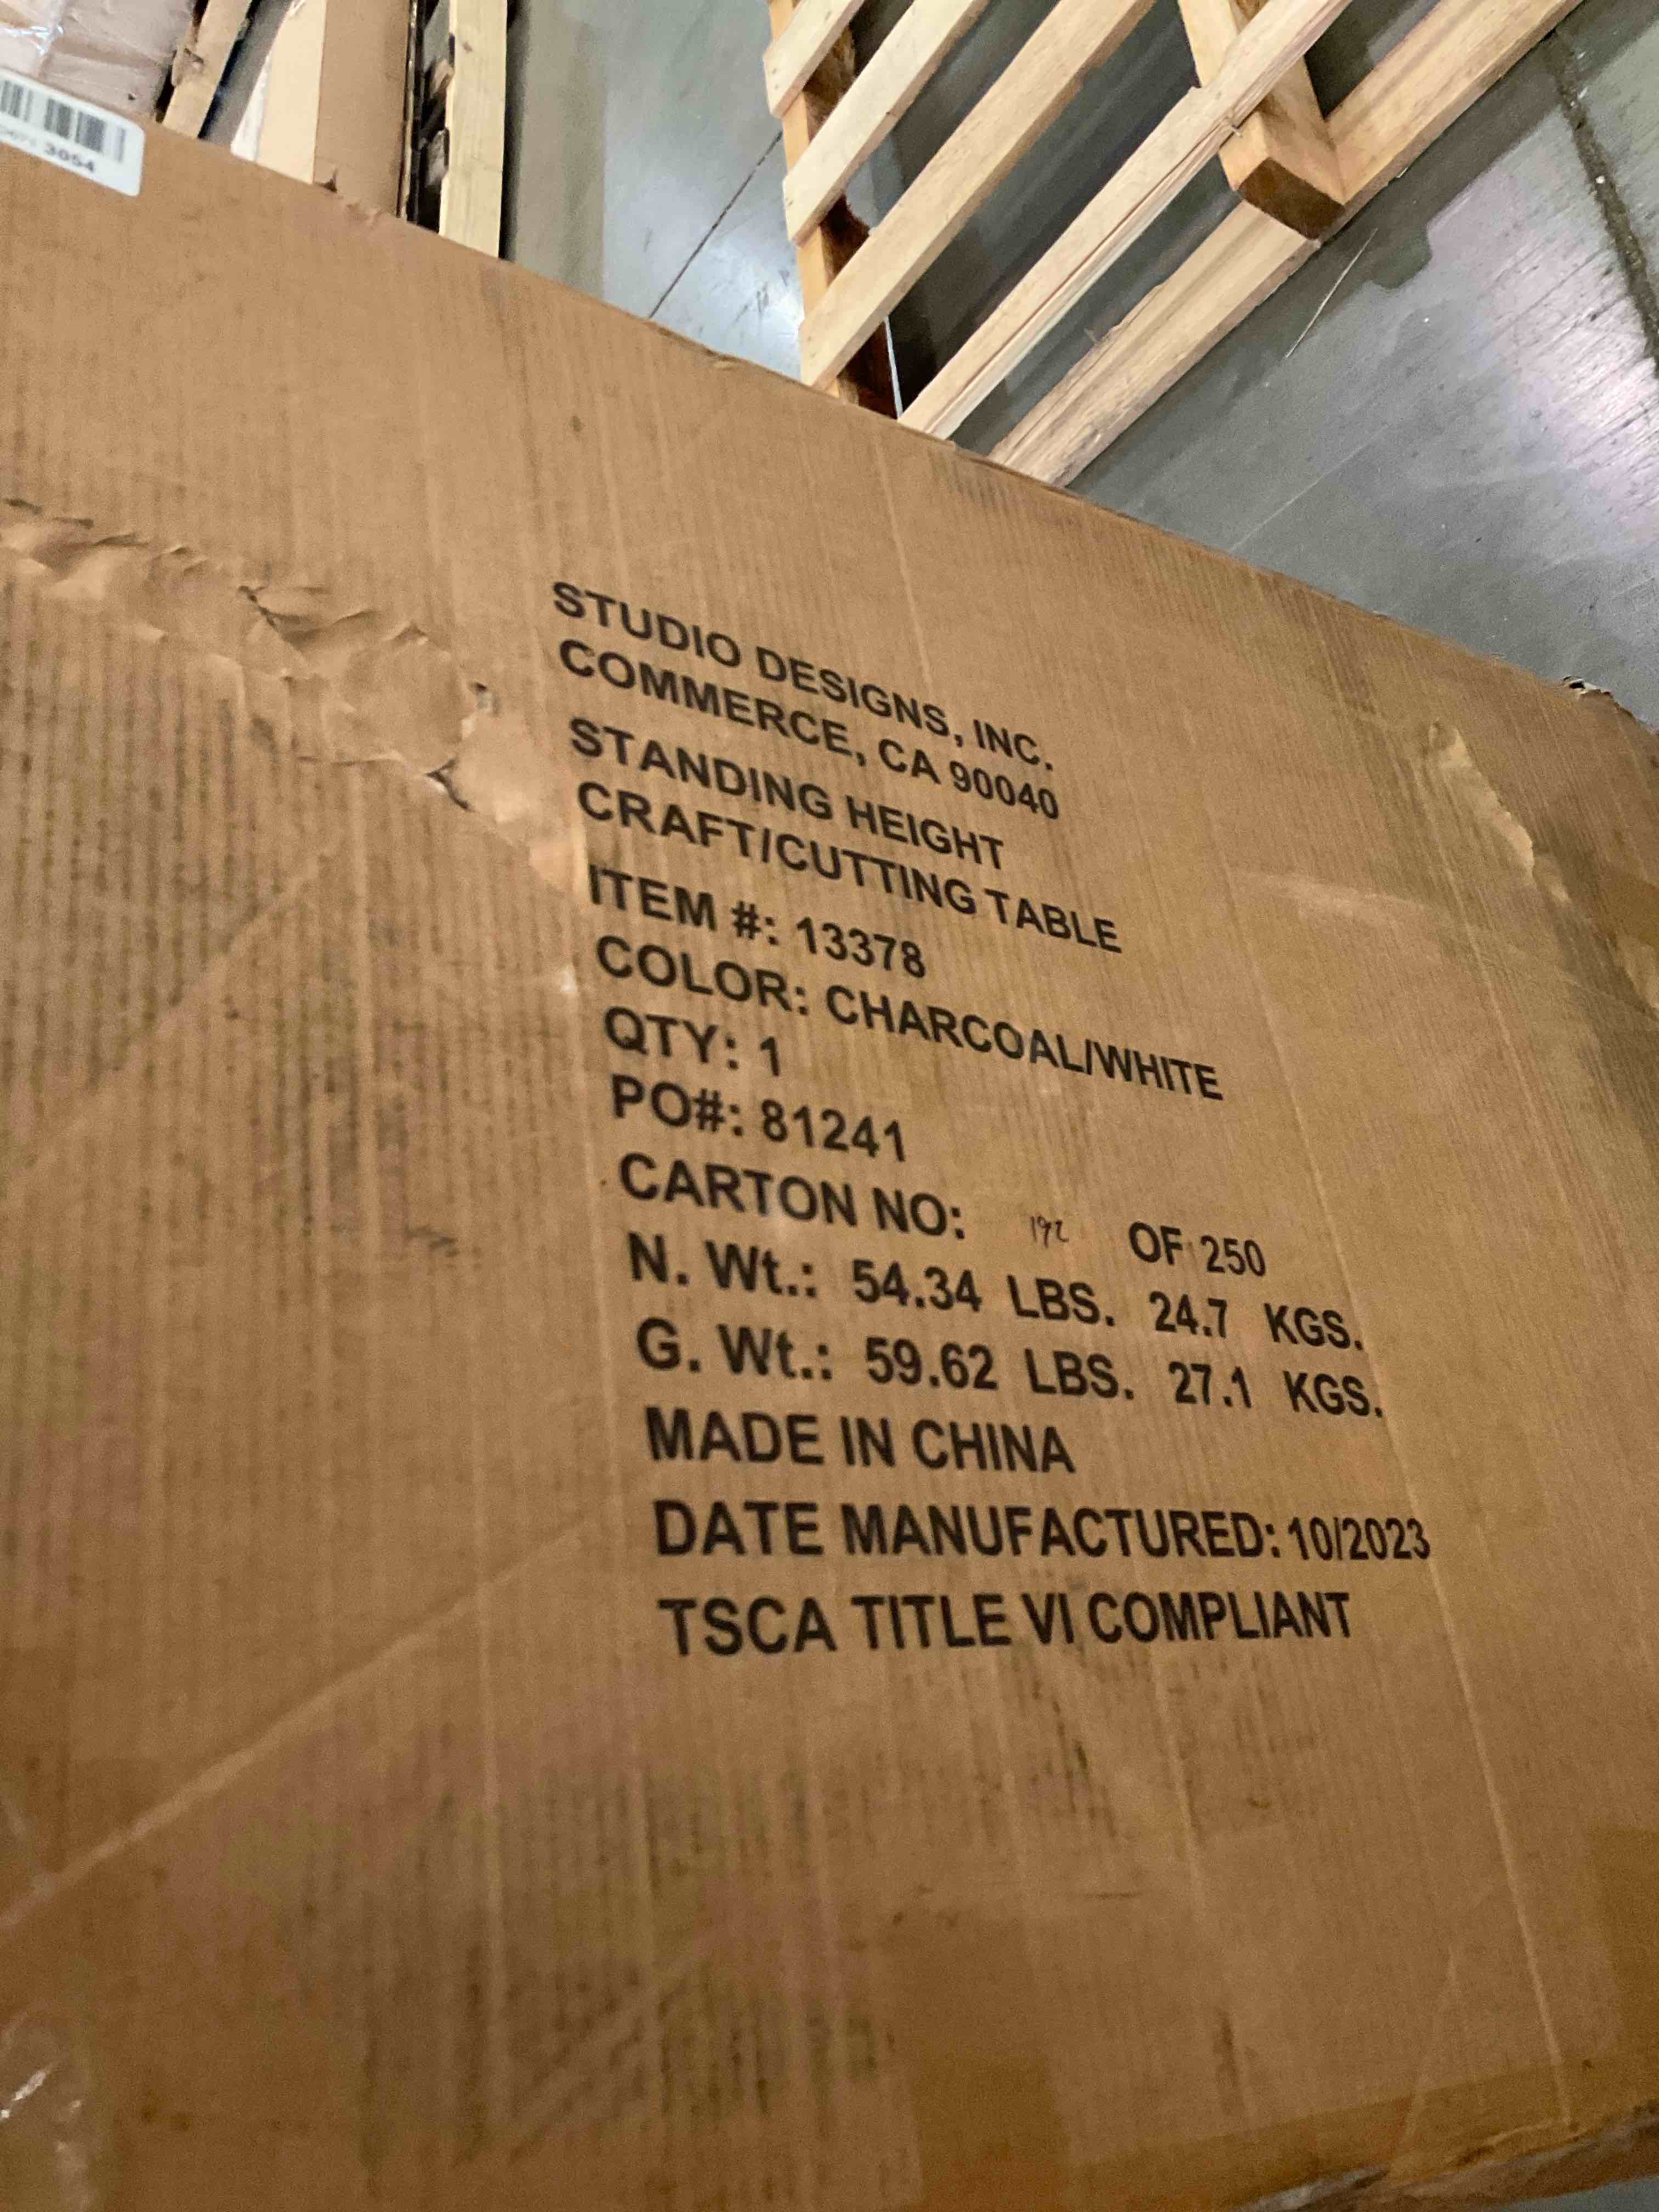 3054
STUDIO DESIGNS, INC.
COMMERCE, CA 90040
STANDING HEIGHT
CRAFT/CUTTING TABLE
ITEM #: 13378
COLOR: CHARCOAL/WHITE
QTY: 1
PO#: 81241
CARTON NO: 192 OF 250
N. Wt.: 54.34 LBS. 24.7 KGS.
G. Wt.: 59.62 LBS. 27.1 KGS.
MADE IN CHINA
DATE MANUFACTURED: 10/2023
TSCA TITLE VI COMPLIANT